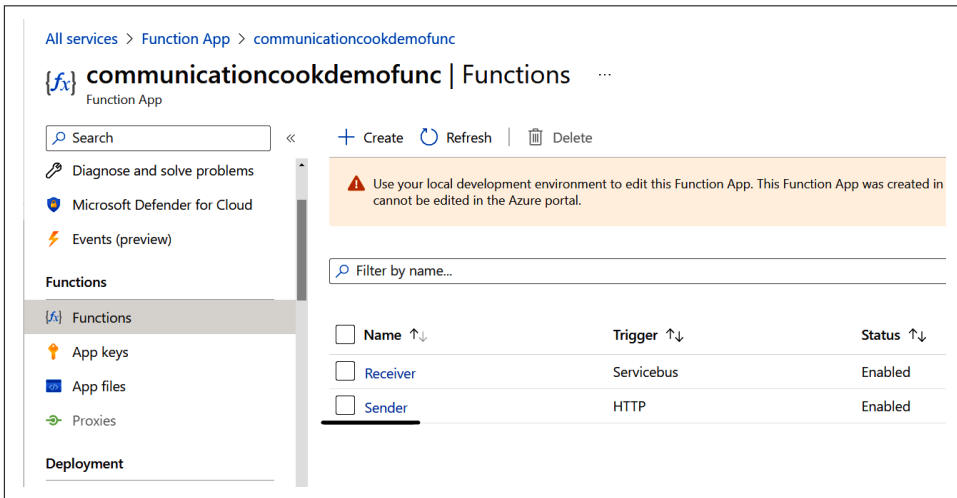 All services > Function App > communicationcookdemofunc
{fx} communicationcookdemofunc | Functions ...
Function App
Search «
Diagnose and solve problems
Microsoft Defender for Cloud
Events (preview)
Functions
{fx} Functions
App keys
App files
Proxies
Deployment
+ Create Refresh | Delete
Use your local development environment to edit this Function App. This Function App was created in
cannot be edited in the Azure portal.
Filter by name...
Name ↑↓ Trigger ↑↓ Status ↑↓
Receiver Servicebus Enabled
Sender HTTP Enabled